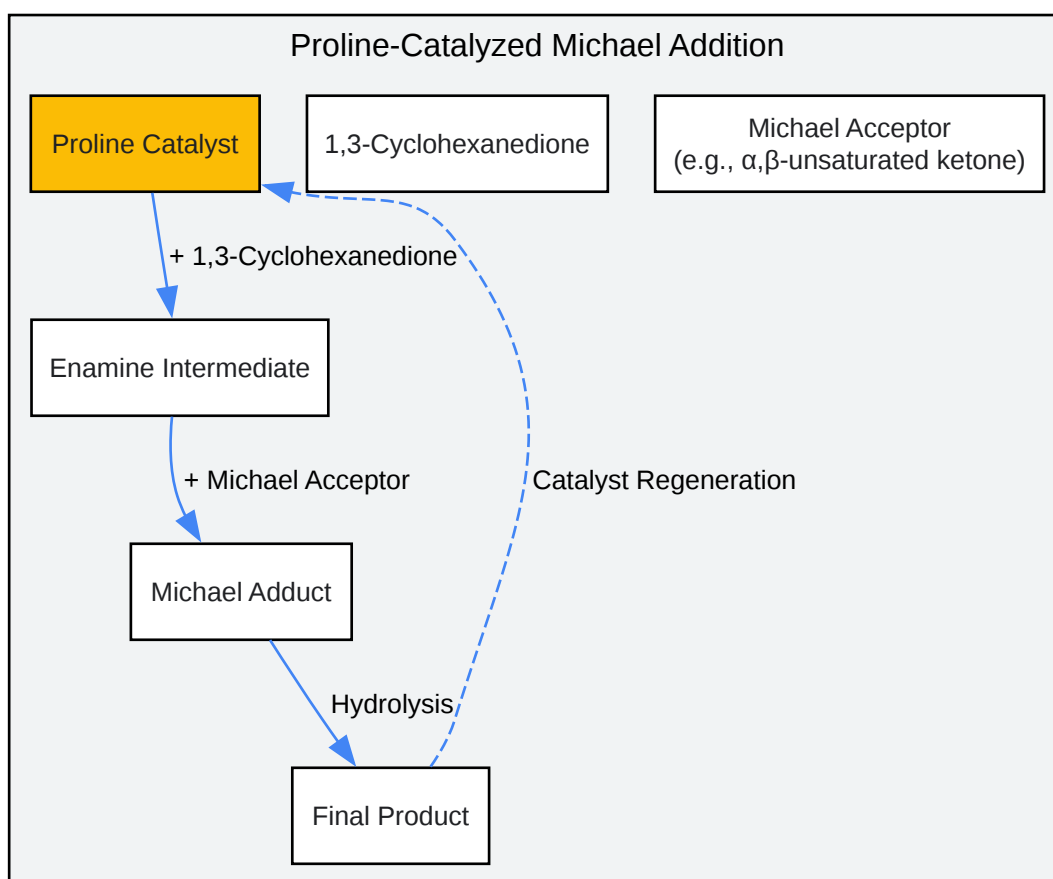 Proline-Catalyzed Michael Addition
Proline Catalyst
1,3-Cyclohexanedione
Michael Acceptor
(e.g., α,β-unsaturated ketone)
+ 1,3-Cyclohexanedione
Enamine Intermediate
+ Michael Acceptor
Catalyst Regeneration
Michael Adduct
Hydrolysis
Final Product